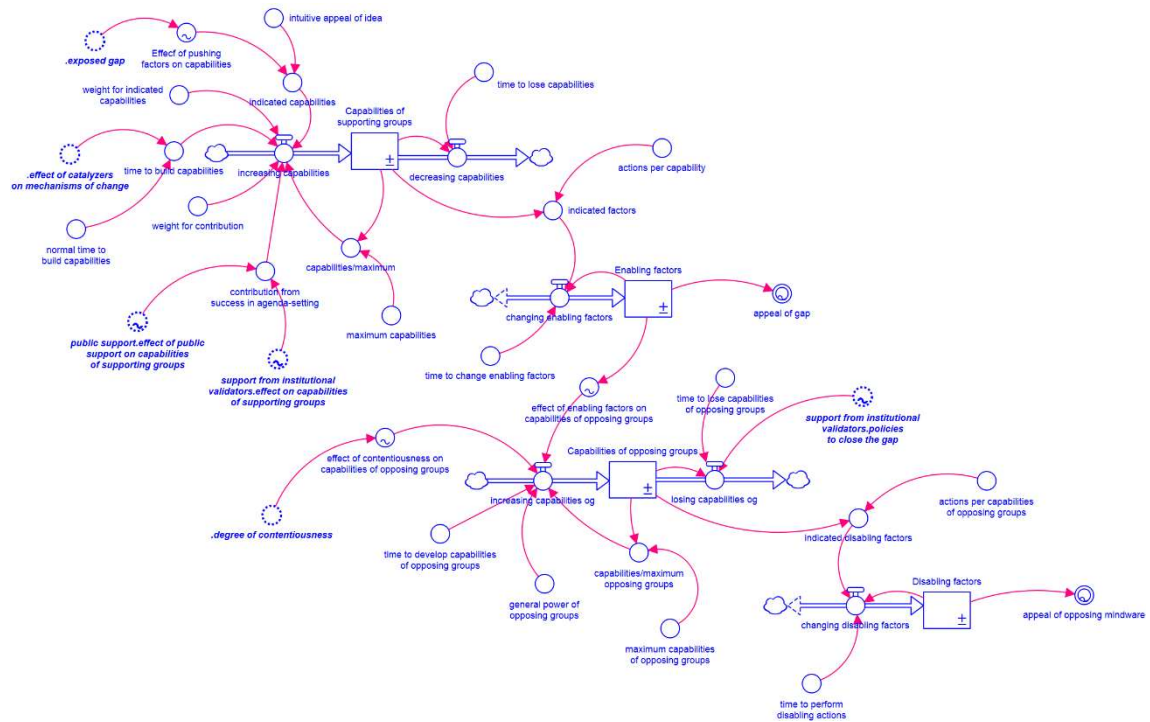 intuitive appeal of idea
.exposed gap
Effecf of pushing
factors on capabilities
weight for indicated
capabilities
indicated capabilities
time to lose capabilities
Capabilities of
supporting groups
.effect of catalyzers
on mechanisms of change
time to build capabilities
increasing capabilities
decreasing capabilities
actions per capability
weight for contribution
indicated factors
normal time to
build capabilities
capabilities/maximum
contribution from
success in agenda-setting
Enabling factors
changing enabling factors
appeal of gap
maximum capabilities
public support.effect of public
support on capabilities
of supporting groups
support from institutional
validators.effect on capabilities
of supporting groups
time to change enabling factors
effect of enabling factors on
capabilities of opposing groups
time to lose capabilities
of opposing groups
support from institutional
validators.policies
to close the gap
effect of contentiousness on
capabilities of opposing groups
Capabilities of opposing groups
increasing capabilities og
losing capabilities og
actions per capabilities
of opposing groups
.degree of contentiousness
indicated disabling factors
time to develop capabilities
of opposing groups
capabilities/maximum
opposing groups
general power of
opposing groups
Disabling factors
changing disabling factors
appeal of opposing mindware
maximum capabilities
of opposing groups
time to perform
disabling actions